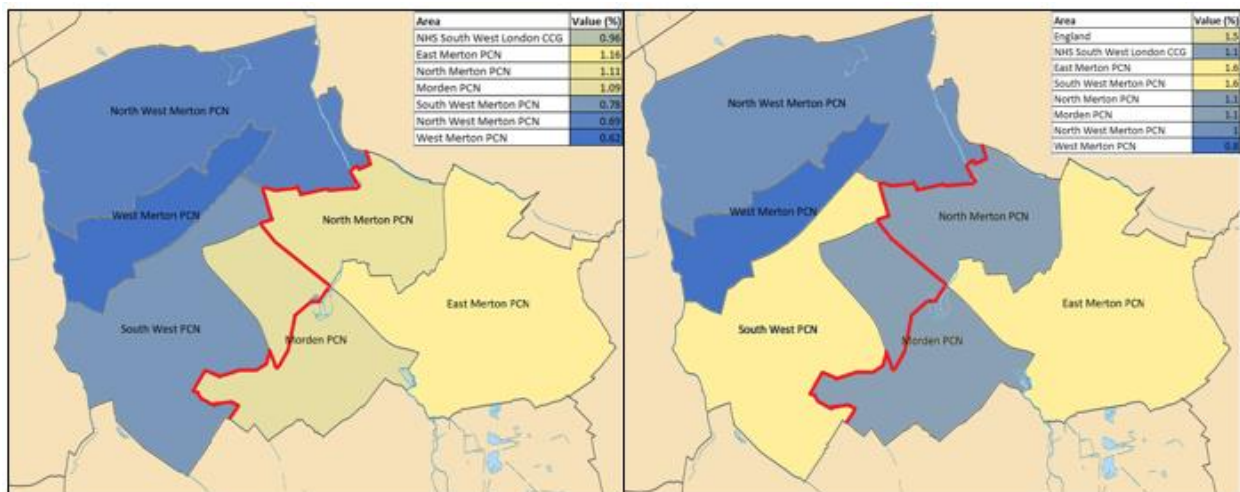 Area Value (%)
NHS South West London CCG 0.96
East Merton PCN 1.16
North Merton PCN 1.11
Morden PCN 1.09
South West Merton PCN 0.78
North West Merton PCN 0.69
West Merton PCN 0.62
North West Merton PCN
West Merton PCN
North Merton PCN
East Merton PCN
South West PCN
Morden PCN
Area Value (%)
England 1.5
NHS South West London CCG 1.1
East Merton PCN 1.6
South West Merton PCN 1.6
North Merton PCN 1.1
Morden PCN 1.1
North West Merton PCN 1
West Merton PCN 0.8
North West Merton PCN
West Merton PCN
North Merton PCN
East Merton PCN
South West PCN
Morden PCN